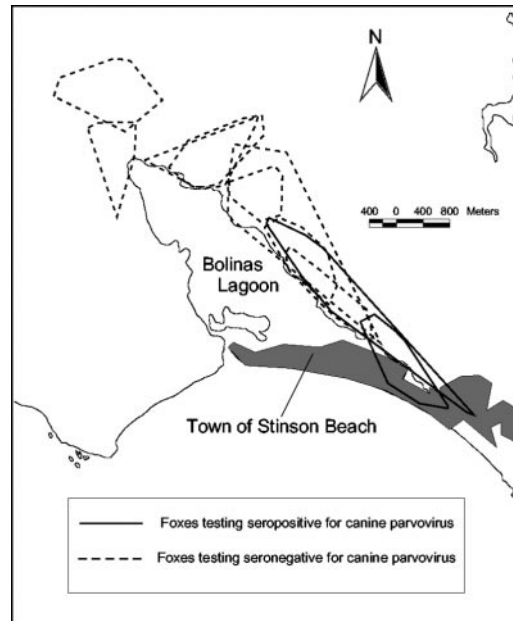 N
400 0 400 800 Meters
Bolinas
Lagoon
Town of Stinson Beach
Foxes testing seropositive for canine parvovirus
Foxes testing seronegative for canine parvovirus